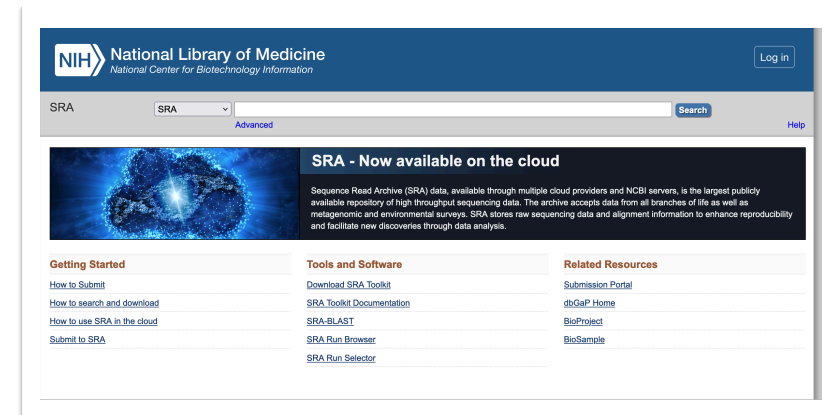 NIH National Library of Medicine
National Center for Biotechnology Information
Log in
SRA
SRA
Search
Advanced
Help
SRA - Now available on the cloud
Sequence Read Archive (SRA) data, available through multiple cloud providers and NCBI servers, is the largest publicly
available repository of high throughput sequencing data. The archive accepts data from all branches of life as well as
metagenomic and environmental surveys. SRA stores raw sequencing data and alignment information to enhance reproducibility
and facilitate new discoveries through data analysis.
Getting Started
How to Submit
How to search and download
How to use SRA in the cloud
Submit to SRA
Tools and Software
Download SRA Toolkit
SRA Toolkit Documentation
SRA-BLAST
SRA Run Browser
SRA Run Selector
Related Resources
Submission Portal
dbGaP Home
BioProject
BioSample